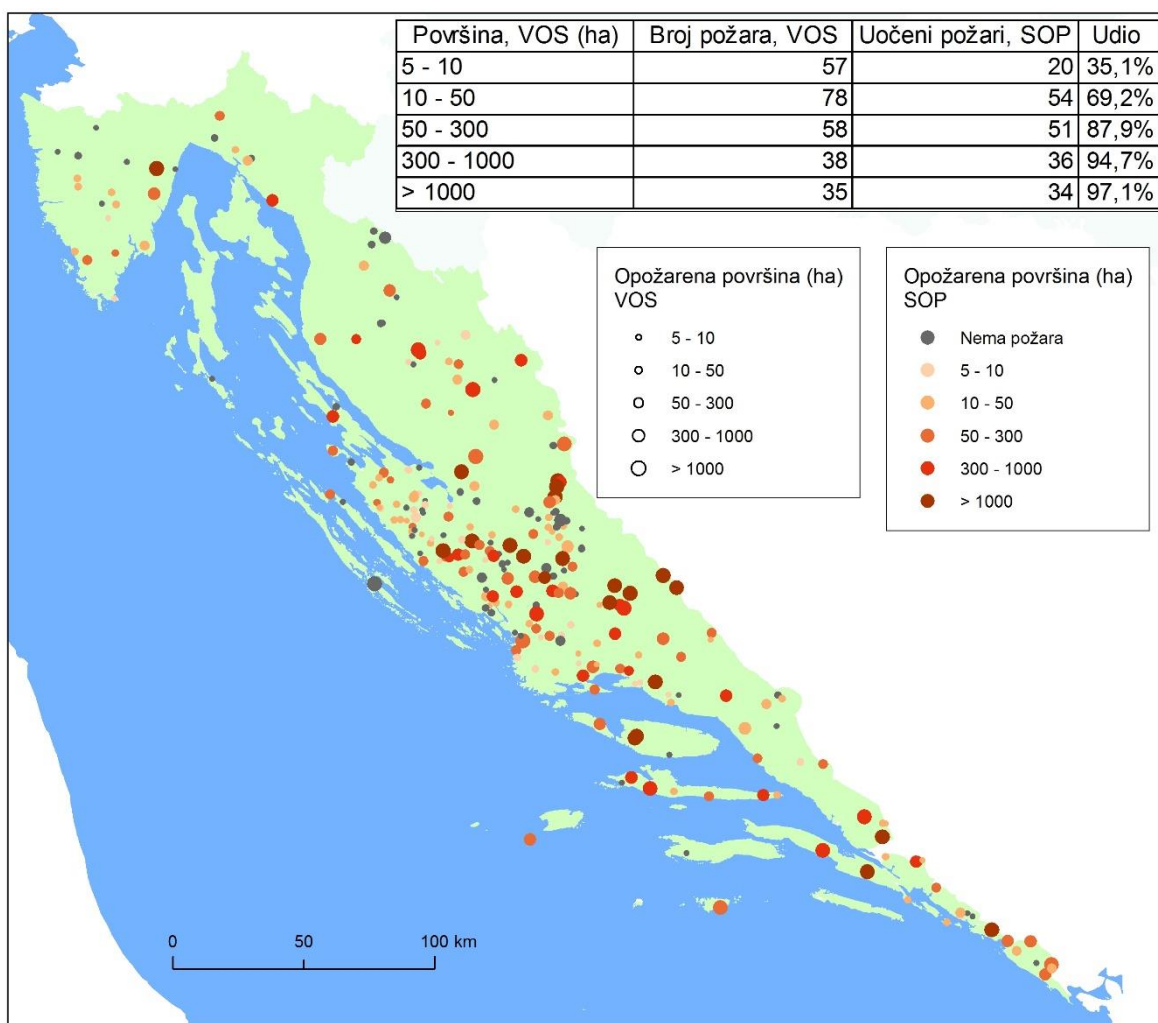 Površina, VOS (ha) Broj požara, VOS Uočeni požari, SOP Udio
5 - 10 57 20 35,1%
10 - 50 78 54 69,2%
50 - 300 58 51 87,9%
300 - 1000 38 36 94,7%
> 1000 35 34 97,1%
Opožarena površina (ha)
VOS
5 - 10
10 - 50
50 - 300
300 - 1000
> 1000
Opožarena površina (ha)
SOP
Nema požara
5 - 10
10 - 50
50 - 300
300 - 1000
> 1000
0 50 100 km